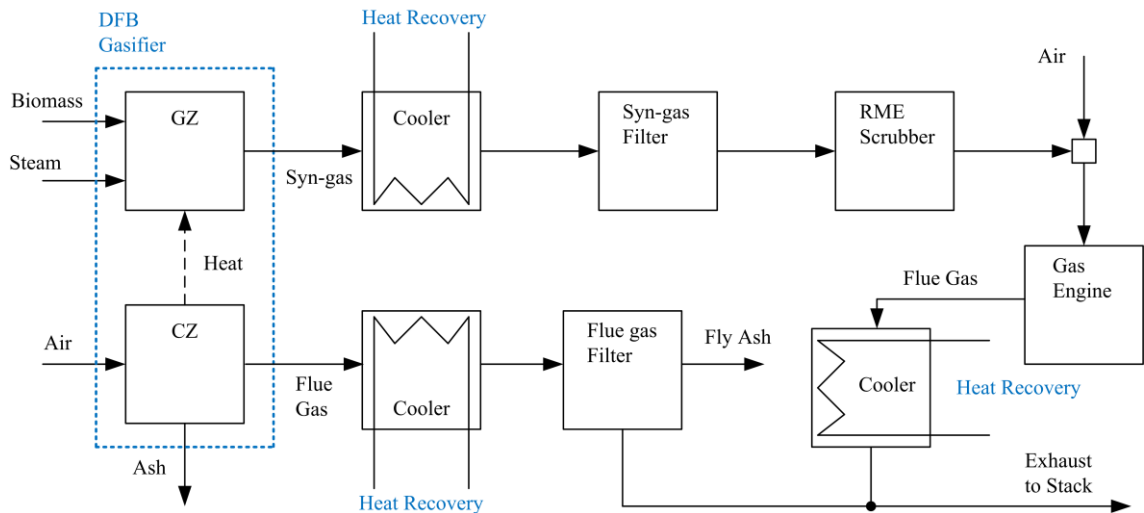 DFB
Gasifier
Heat Recovery
Air
Biomass
GZ
Cooler
Syn-gas
Filter
RME
Scrubber
Steam
Syn-gas
Heat
Flue Gas
Gas
Engine
Air
CZ
Flue gas
Filter
Fly Ash
Flue
Gas
Cooler
Cooler
Heat Recovery
Ash
Heat Recovery
Exhaust
to Stack